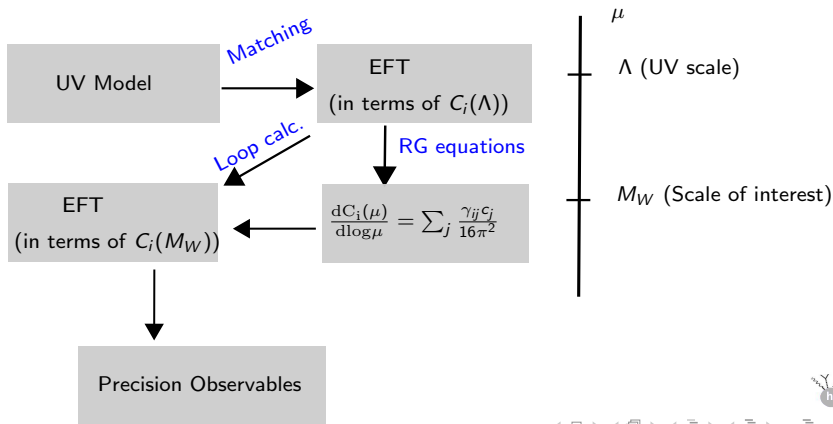 μ
Matching
UV Model
EFT
(in terms of C_i(Λ))
Λ (UV scale)
Loop calc.
RG equations
EFT
(in terms of C_i(M_W))
dC_i(μ)/dlogμ = ∑_j γ_ij c_j/16π²
M_W (Scale of interest)
Precision Observables
h